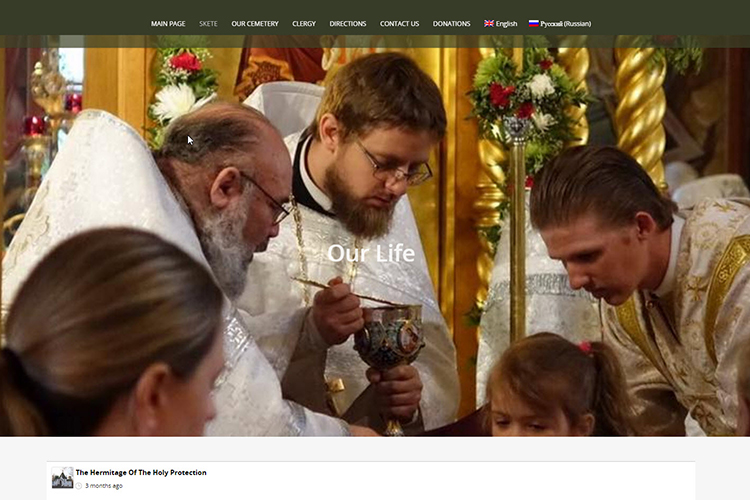 MAIN PAGE SKETE OUR CEMETERY CLERGY DIRECTIONS CONTACT US DONATIONS English Русский (Russian)
Our Life
The Hermitage Of The Holy Protection
3 months ago